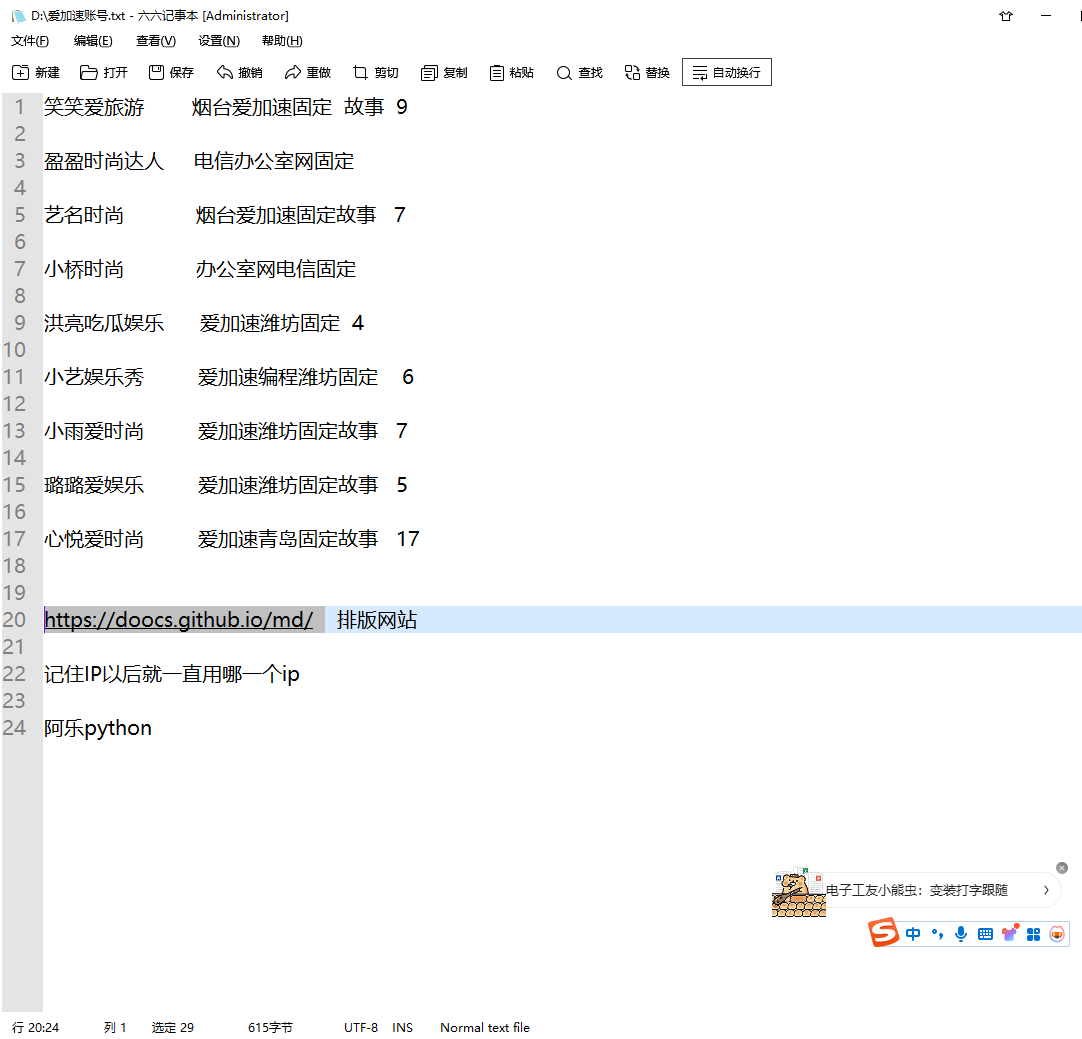 D:\爱加速账号.txt - 六六记事本 [Administrator]
文件(F) 编辑(E) 查看(V) 设置(N) 帮助(H)
新建 打开 保存 撤销 重做 剪切 复制 粘贴 查找 替换 自动换行
1 笑笑爱旅游 烟台爱加速固定 故事 9
2
3 盈盈时尚达人 电信办公室网固定
4
5 艺名时尚 烟台爱加速固定故事 7
6
7 小桥时尚 办公室网电信固定
8
9 洪亮吃瓜娱乐 爱加速潍坊固定 4
10
11 小艺娱乐秀 爱加速编程潍坊固定 6
12
13 小雨爱时尚 爱加速潍坊固定故事 7
14
15 璐璐爱娱乐 爱加速潍坊固定故事 5
16
17 心悦爱时尚 爱加速青岛固定故事 17
18
19
20 https://doocs.github.io/md/ 排版网站
21
22 记住IP以后就一直用哪一个ip
23
24 阿乐python
电子工友小熊虫：变装打字跟随
S 中
行 20:24 列 1 选定 29 615字节 UTF-8 INS Normal text file